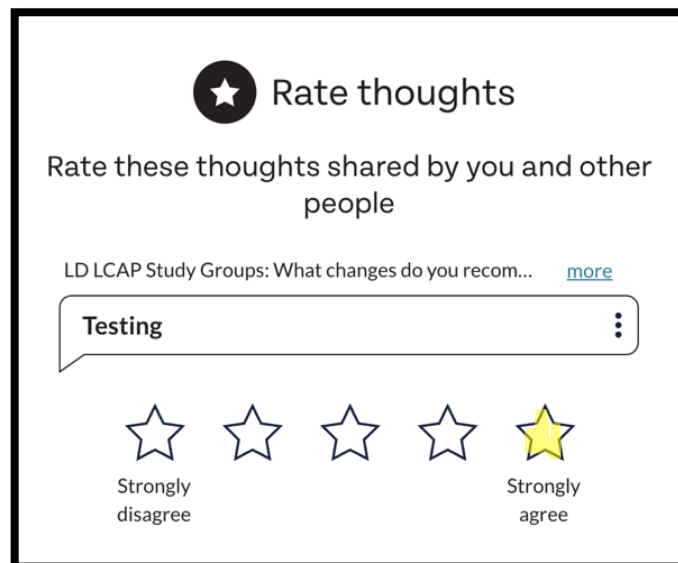 Rate thoughts
Rate these thoughts shared by you and other
people
LD LCAP Study Groups: What changes do you recom... more
Testing
Strongly disagree
Strongly agree